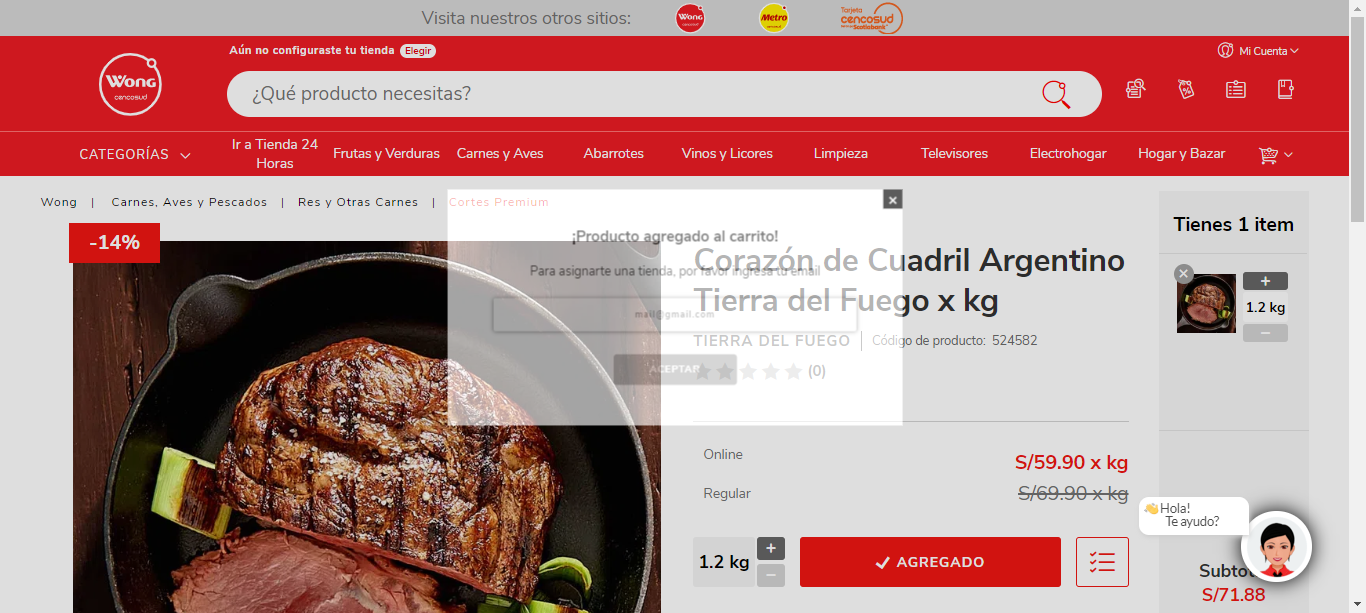 Visita nuestros otros sitios:
Wong
cencosud
Metro
cencosud
Tarjeta
cencosud
Scotiabank
Aún no configuraste tu tienda Elegir
Mi Cuenta
Wong
cencosud
¿Qué producto necesitas?
CATEGORÍAS
Ir a Tienda 24
Horas
Frutas y Verduras
Carnes y Aves
Abarrotes
Vinos y Licores
Limpieza
Televisores
Electrohogar
Hogar y Bazar
Wong | Carnes, Aves y Pescados | Res y Otras Carnes | Cortes Premium
-14%
¡Producto agregado al carrito!
Para asignarte una tienda, por favor ingresa tu email
mail@gmail.com
ACEPTAR
Corazón de Cuadril Argentino
Tierra del Fuego x kg
TIERRA DEL FUEGO | Código de producto: 524582
(0)
Online
S/59.90 x kg
Regular
S/69.90 x kg
1.2 kg + −
AGREGADO
Tienes 1 item
+
1.2 kg
−
Hola!
Te ayudo?
S/71.88